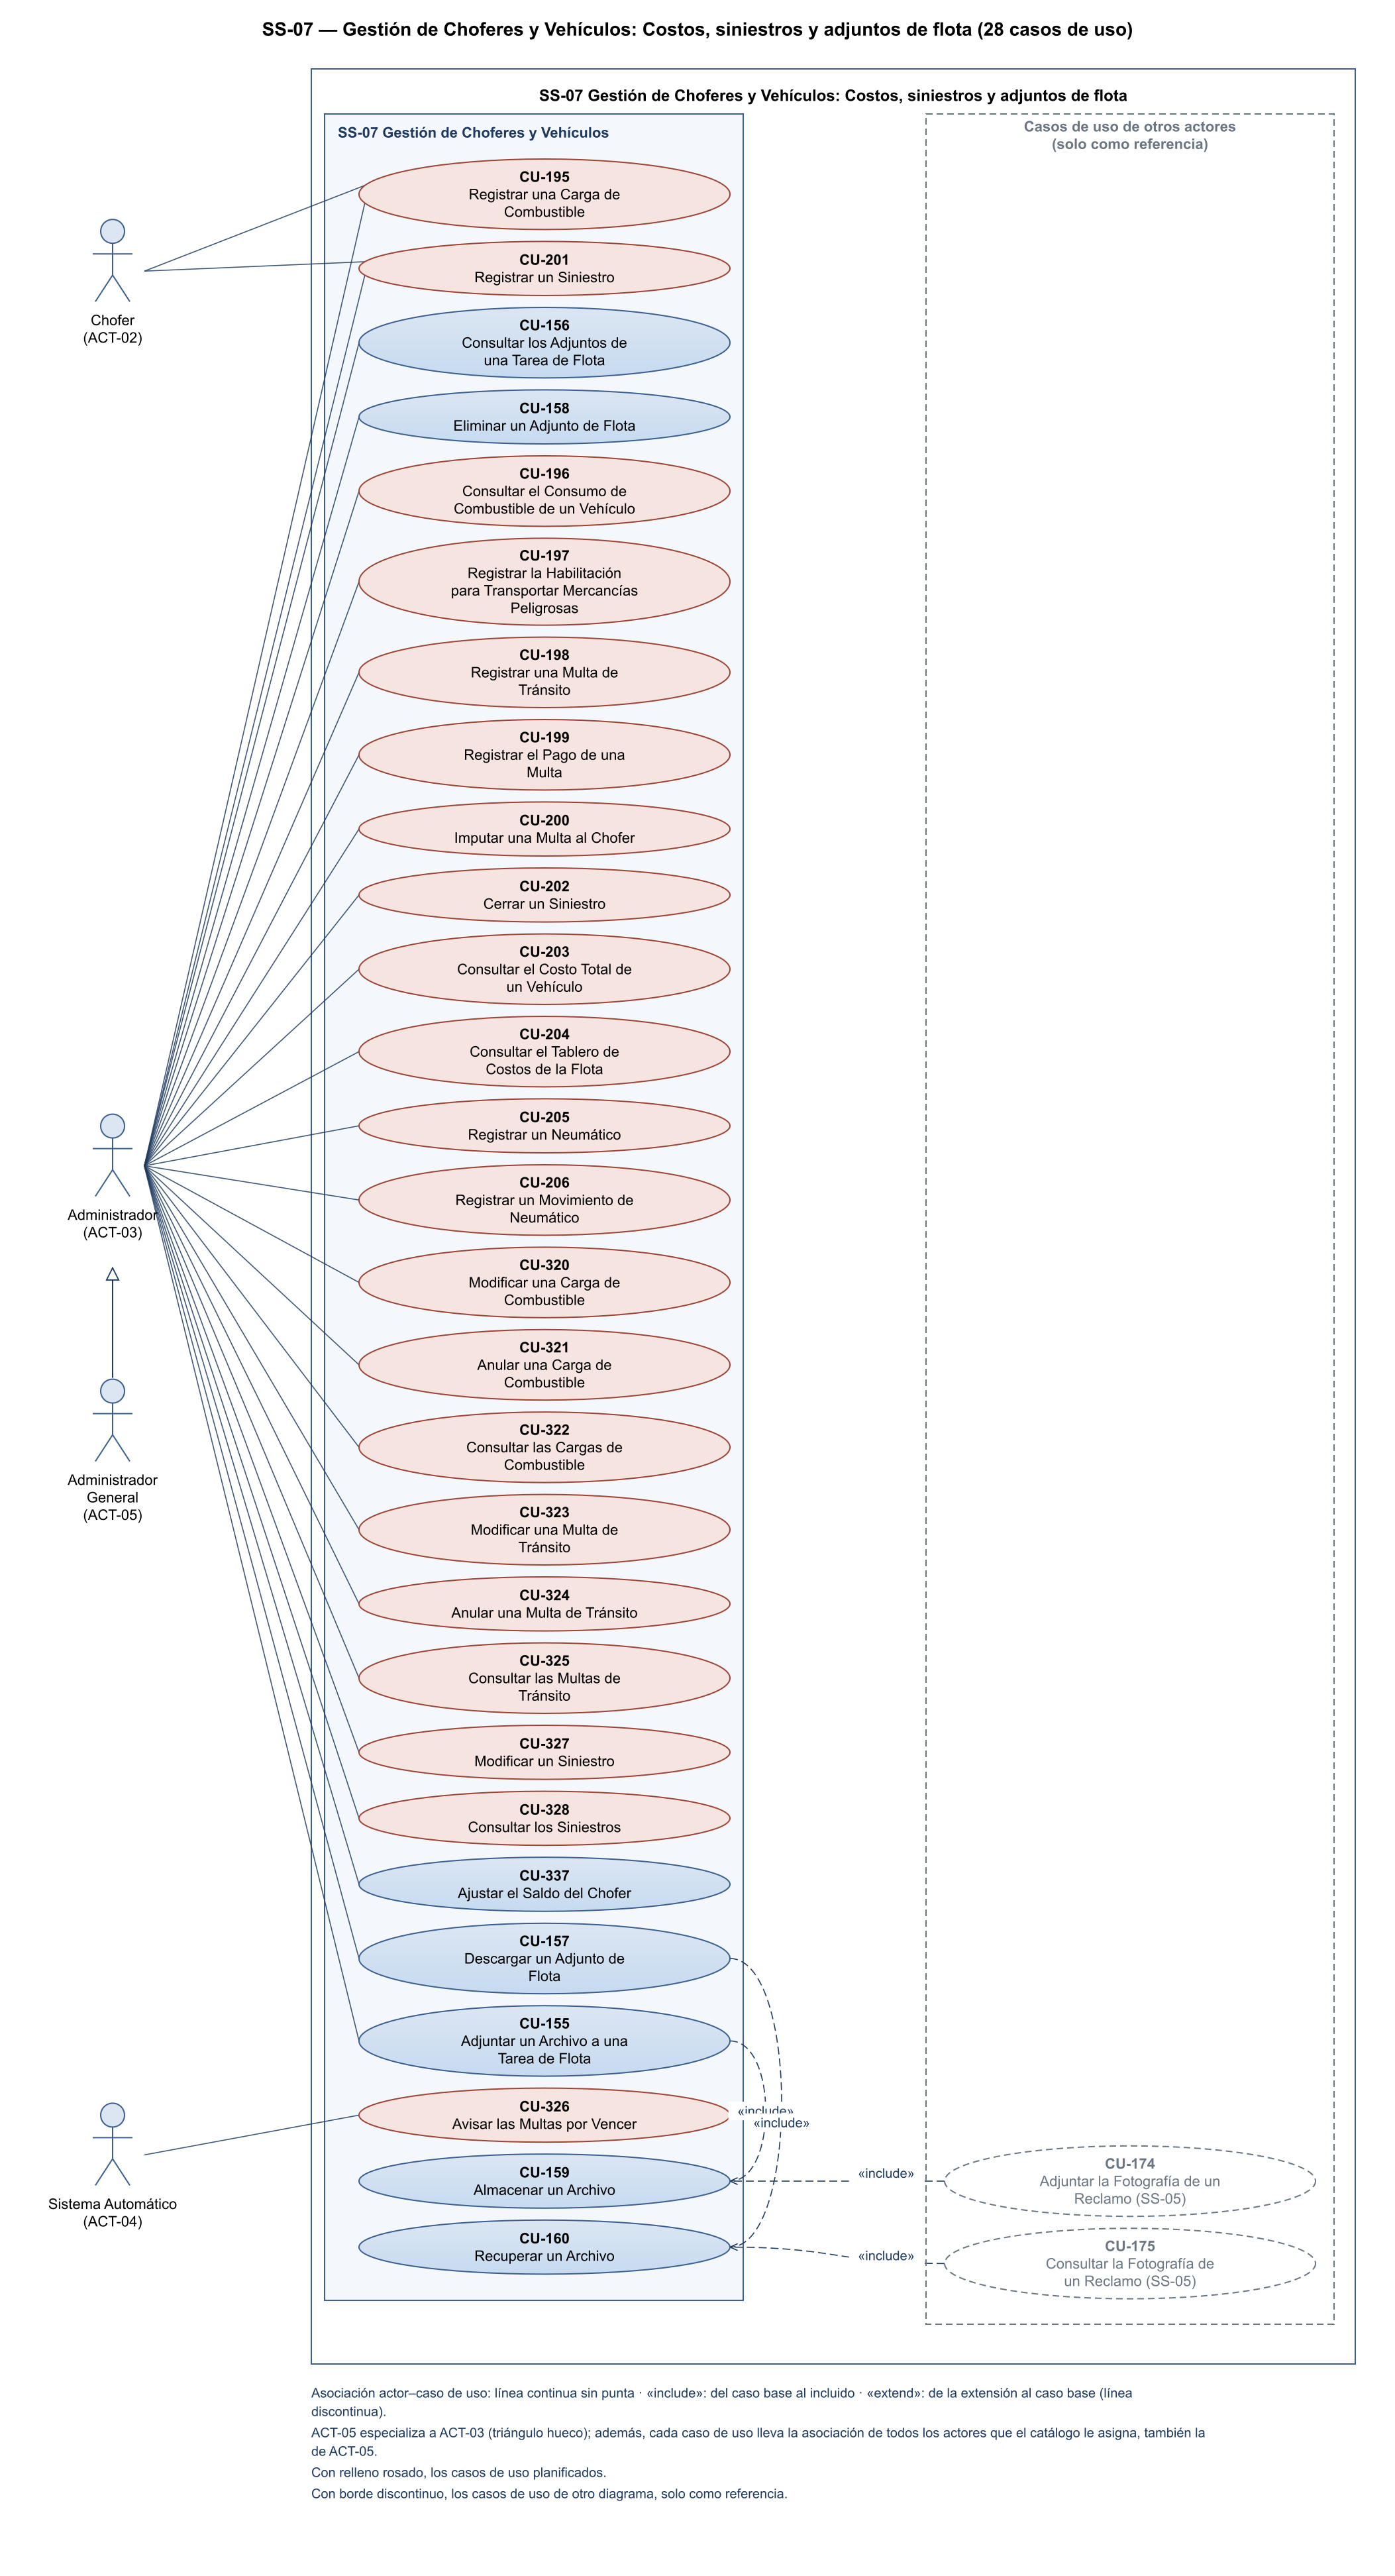 SS-07 — Gestión de Choferes y Vehículos: Costos, siniestros y adjuntos de flota (28 casos de uso)
SS-07 Gestión de Choferes y Vehículos: Costos, siniestros y adjuntos de flota
SS-07 Gestión de Choferes y Vehículos
Casos de uso de otros actores
(solo como referencia)
CU-195
Registrar una Carga de
Combustible
CU-201
Registrar un Siniestro
Chofer
(ACT-02)
CU-156
Consultar los Adjuntos de
una Tarea de Flota
CU-158
Eliminar un Adjunto de Flota
CU-196
Consultar el Consumo de
Combustible de un Vehículo
CU-197
Registrar la Habilitación
para Transportar Mercancías
Peligrosas
CU-198
Registrar una Multa de
Tránsito
CU-199
Registrar el Pago de una
Multa
CU-200
Imputar una Multa al Chofer
CU-202
Cerrar un Siniestro
CU-203
Consultar el Costo Total de
un Vehículo
CU-204
Consultar el Tablero de
Costos de la Flota
CU-205
Registrar un Neumático
CU-206
Registrar un Movimiento de
Neumático
Administrador
(ACT-03)
CU-320
Modificar una Carga de
Combustible
CU-321
Anular una Carga de
Combustible
CU-322
Consultar las Cargas de
Combustible
Administrador
General
(ACT-05)
CU-323
Modificar una Multa de
Tránsito
CU-324
Anular una Multa de Tránsito
CU-325
Consultar las Multas de
Tránsito
CU-327
Modificar un Siniestro
CU-328
Consultar los Siniestros
CU-337
Ajustar el Saldo del Chofer
CU-157
Descargar un Adjunto de
Flota
CU-155
Adjuntar un Archivo a una
Tarea de Flota
CU-326
Avisar las Multas por Vencer
«include»
«include»
Sistema Automático
(ACT-04)
CU-159
Almacenar un Archivo
«include»
CU-174
Adjuntar la Fotografía de un
Reclamo (SS-05)
CU-160
Recuperar un Archivo
«include»
CU-175
Consultar la Fotografía de
un Reclamo (SS-05)
Asociación actor–caso de uso: línea continua sin punta · «include»: del caso base al incluido · «extend»: de la extensión al caso base (línea
discontinua).
ACT-05 especializa a ACT-03 (triángulo hueco); además, cada caso de uso lleva la asociación de todos los actores que el catálogo le asigna, también la
de ACT-05.
Con relleno rosado, los casos de uso planificados.
Con borde discontinuo, los casos de uso de otro diagrama, solo como referencia.